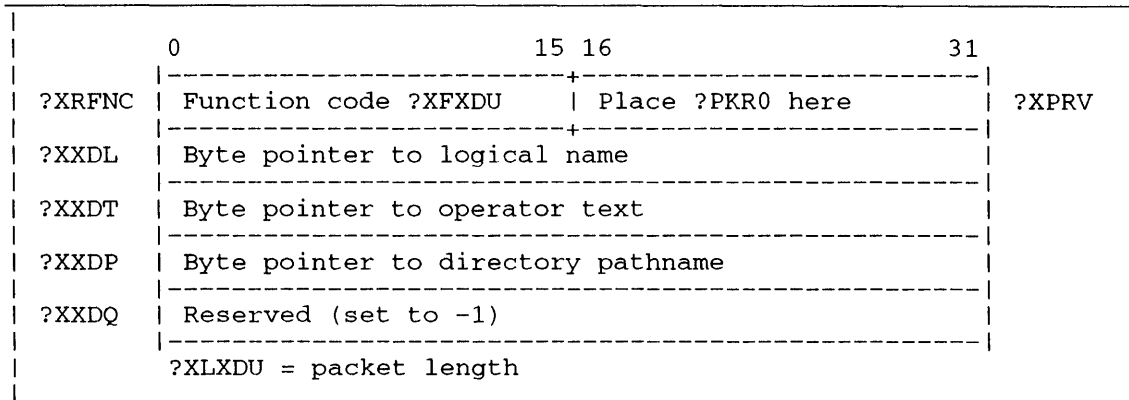 0 15 16 31
?XRFNC Function code ?XFXDU Place ?PKR0 here ?XPRV
?XXDL Byte pointer to logical name
?XXDT Byte pointer to operator text
?XXDP Byte pointer to directory pathname
?XXDQ Reserved (set to -1)
?XLXDU = packet length